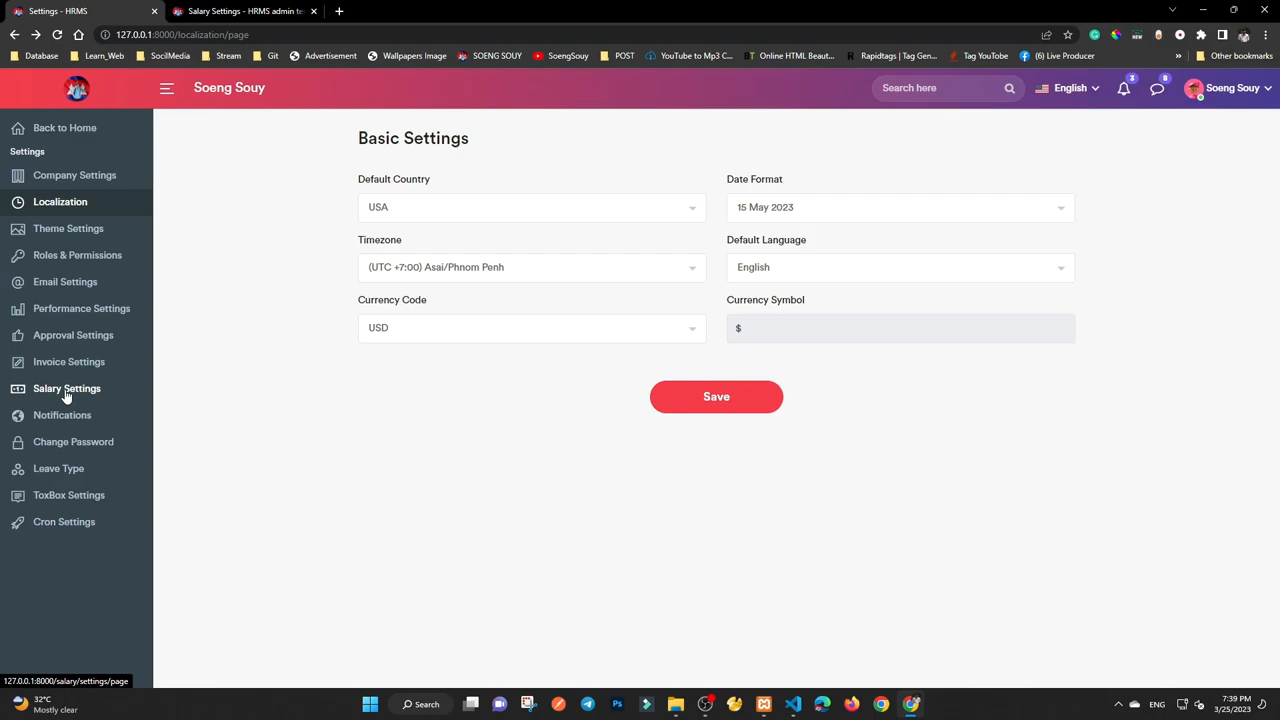 Settings - HRMS
Salary Settings - HRMS admin te
127.0.0.1:8000/localization/page
Database
Learn_Web
SocilMedia
Stream
Git
Advertisement
Wallpapers Image
SOENG SOUY
SoengSouy
POST
YouTube to Mp3 Con...
Online HTML Beaut...
Rapidtags | Tag Gen...
Tag YouTube
(6) Live Producer
»
Other bookmarks
Soeng Souy
Search here
English
3
8
Soeng Souy
Back to Home
Settings
Company Settings
Localization
Theme Settings
Roles & Permissions
Email Settings
Performance Settings
Approval Settings
Invoice Settings
Salary Settings
Notifications
Change Password
Leave Type
ToxBox Settings
Cron Settings
Basic Settings
Default Country
Date Format
USA
15 May 2023
Timezone
Default Language
(UTC +7:00) Asai/Phnom Penh
English
Currency Code
Currency Symbol
USD
$
Save
127.0.0.1:8000/salary/settings/page
32°C
Mostly clear
Search
ENG
7:39 PM
3/25/2023